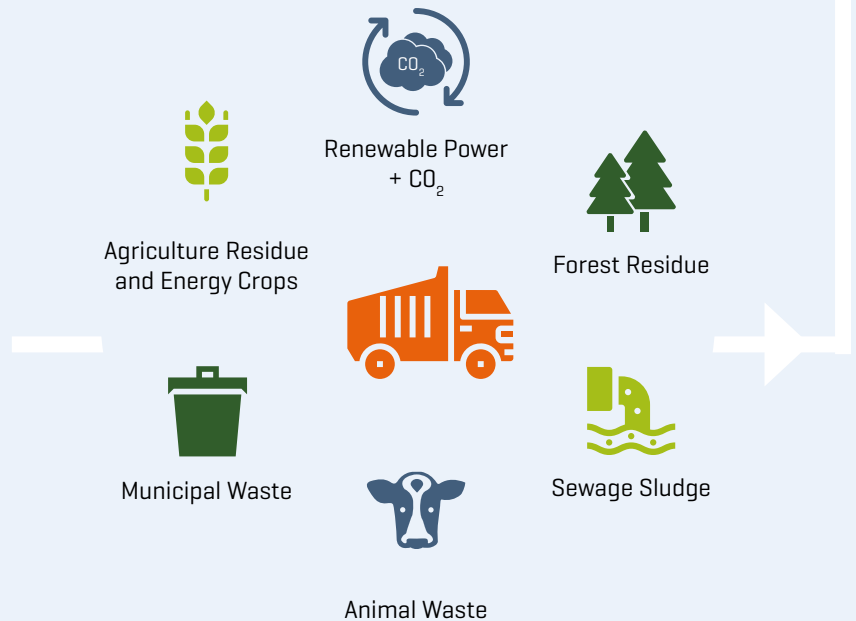 CO₂
Renewable Power
+ CO₂
Agriculture Residue
and Energy Crops
Forest Residue
Municipal Waste
Sewage Sludge
Animal Waste